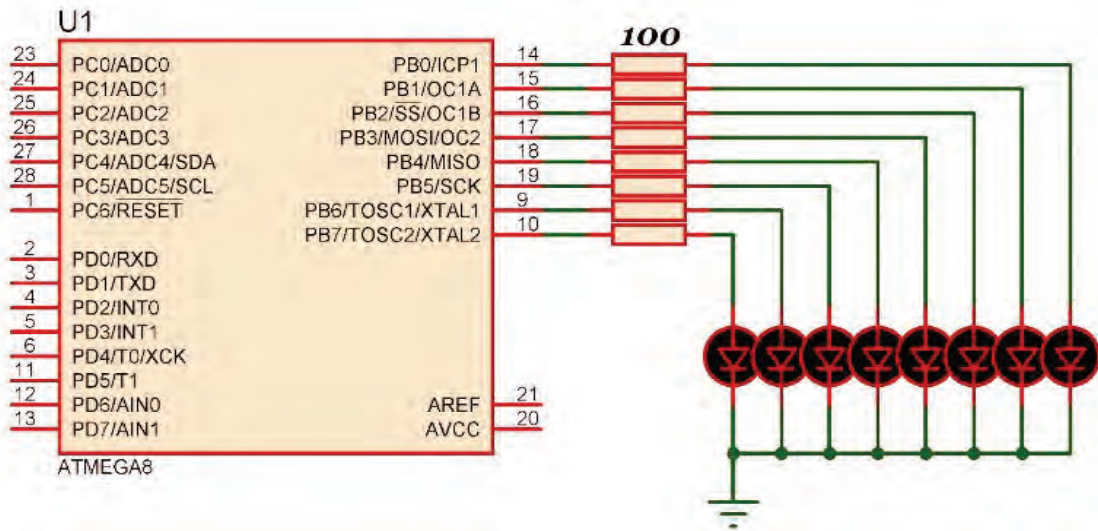 U1
100
23 PC0/ADC0 PB0/ICP1 14
24 PC1/ADC1 PB1/OC1A 15
25 PC2/ADC2 PB2/SS/OC1B 16
26 PC3/ADC3 PB3/MOSI/OC2 17
27 PC4/ADC4/SDA PB4/MISO 18
28 PC5/ADC5/SCL PB5/SCK 19
1 PC6/RESET PB6/TOSC1/XTAL1 9
PB7/TOSC2/XTAL2 10
2 PD0/RXD
3 PD1/TXD
4 PD2/INT0
5 PD3/INT1
6 PD4/T0/XCK
11 PD5/T1
12 PD6/AIN0 AREF 21
13 PD7/AIN1 AVCC 20
ATMEGA8